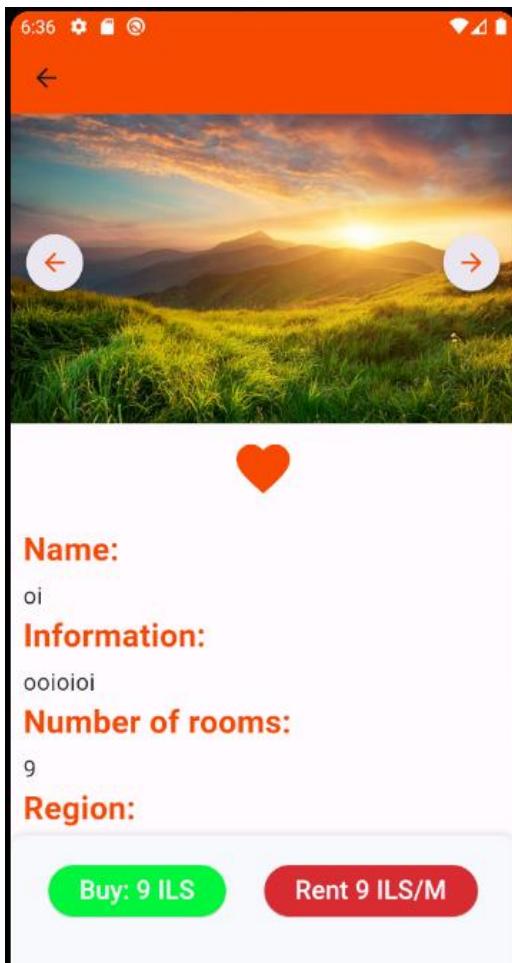 6:36
Name:
oi
Information:
ooioioi
Number of rooms:
9
Region:
Buy: 9 ILS
Rent 9 ILS/M